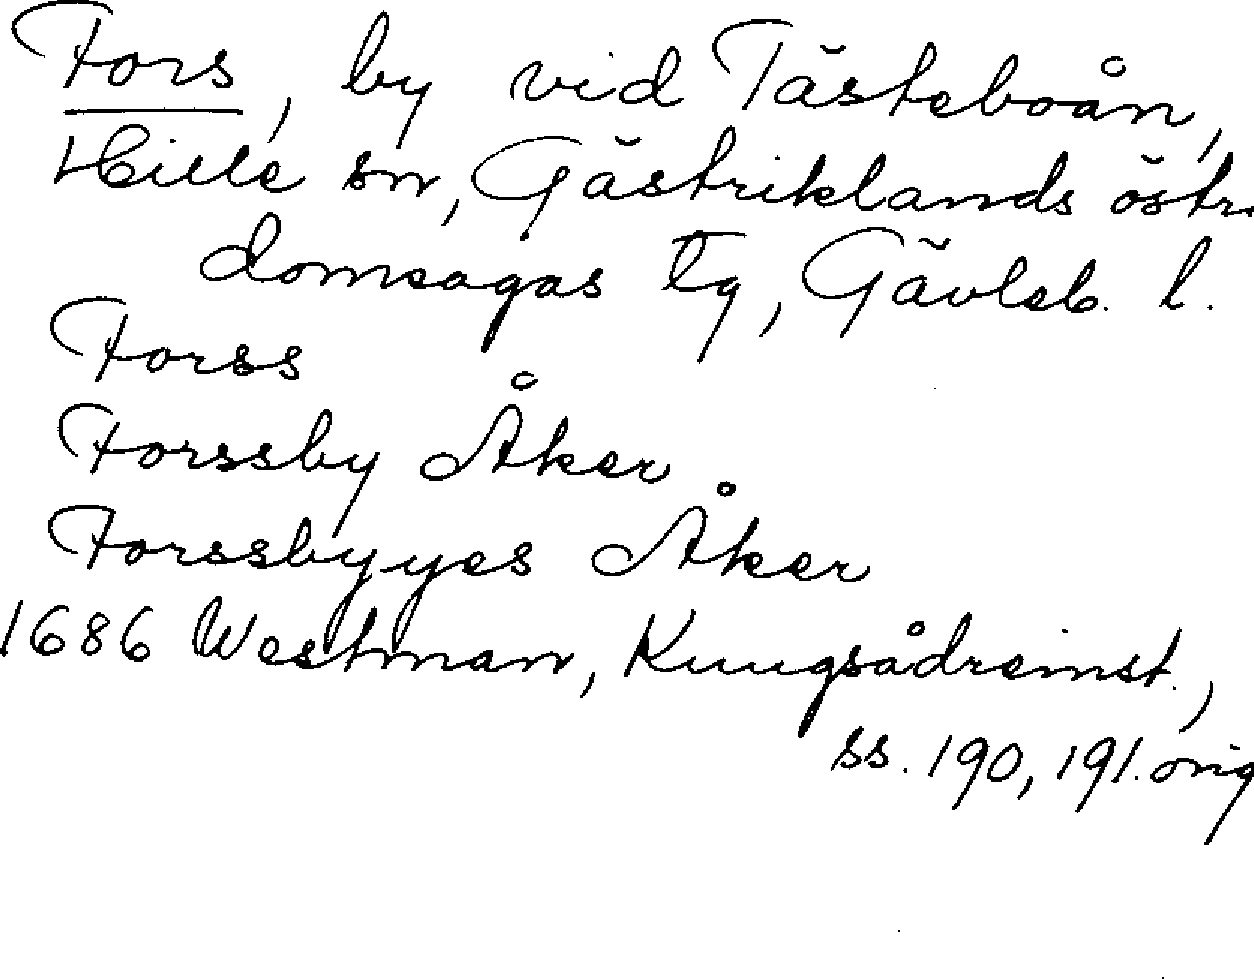 Fors, by vid Tästeboån,
Hille sn, Gästriklands östr.
domsagas tg, Gävleb. l.
Forss
Forssby Åker
Forssbyyes Åker
1686 Westman, Kungsådreinst.,
ss. 190, 191. orig